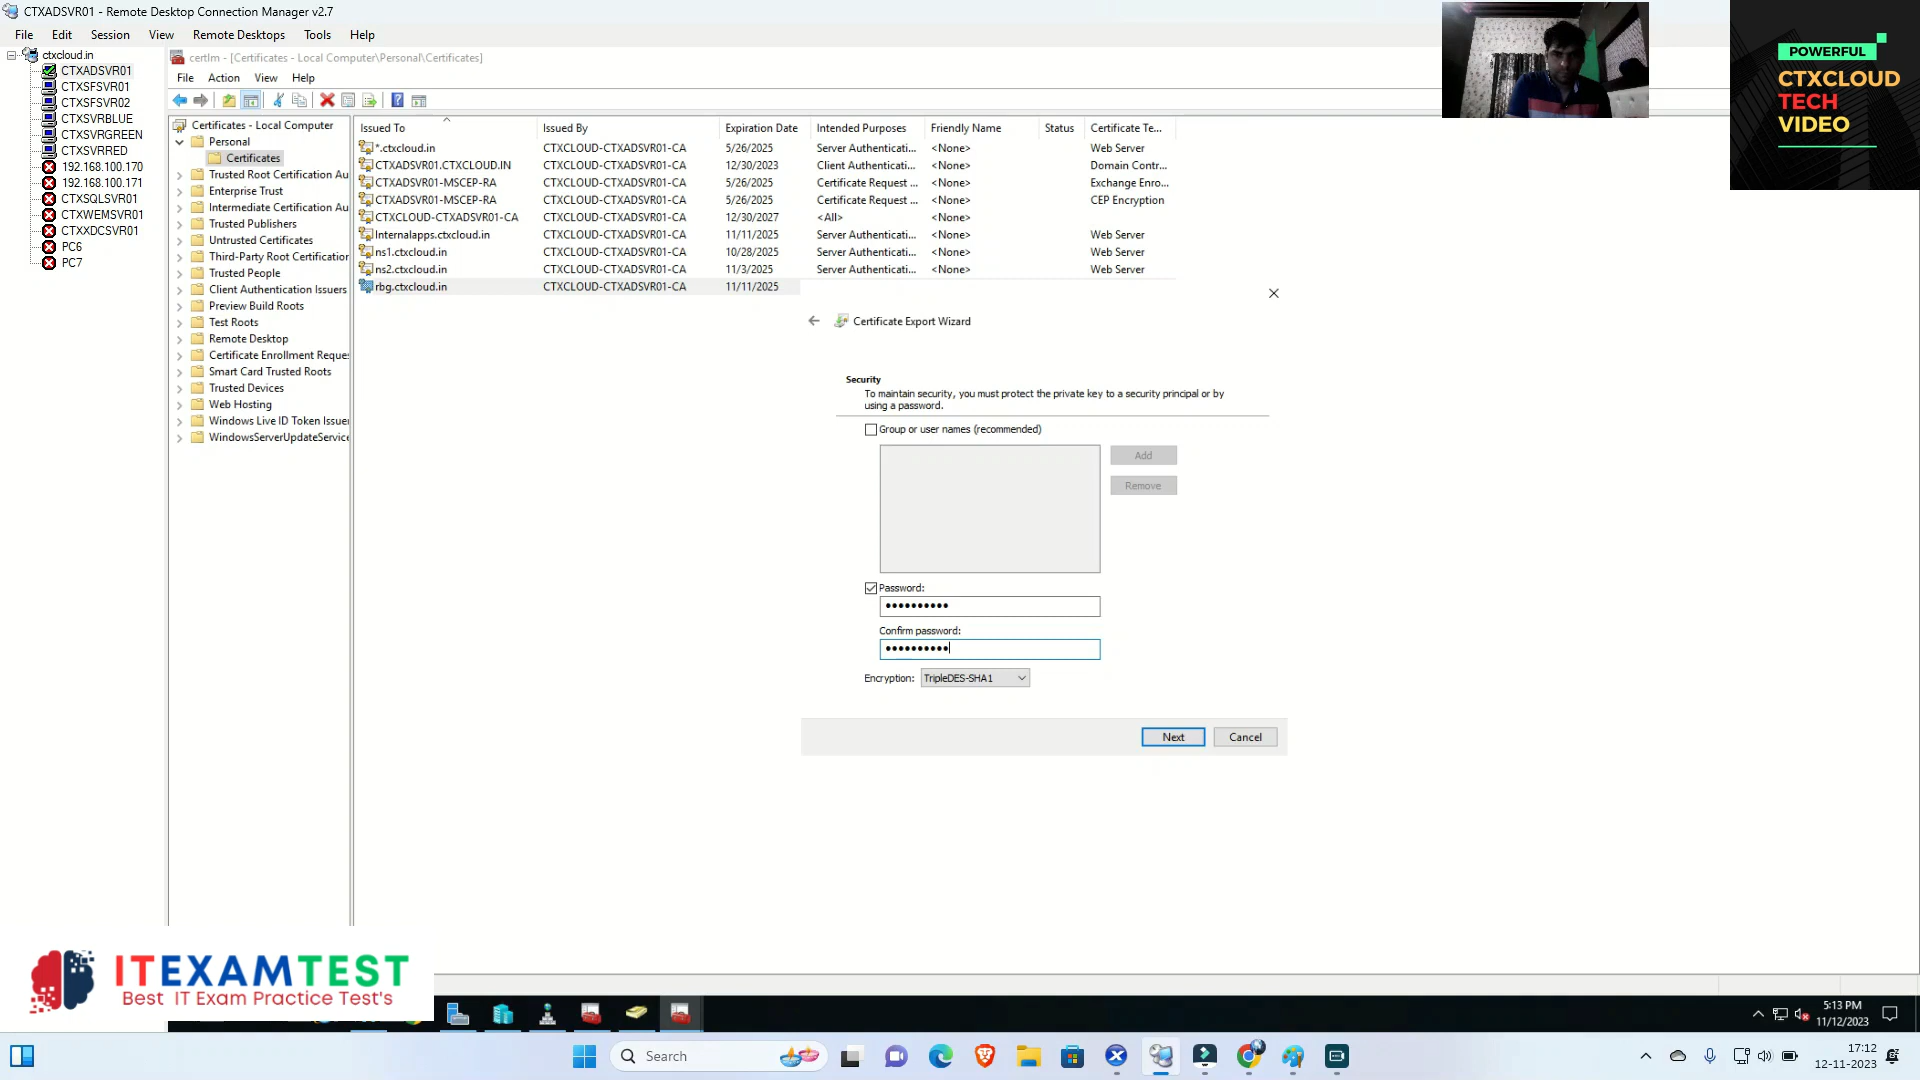 CTXADSVR01 - Remote Desktop Connection Manager v2.7
File Edit Session View Remote Desktops Tools Help
ctxcloud.in
CTXADSVR01
CTXSFSVR01
CTXSFSVR02
CTXSVRBLUE
CTXSVRGREEN
CTXSVRRED
192.168.100.170
192.168.100.171
CTXSQLSVR01
CTXWEMSVR01
CTXXDCSVR01
PC6
PC7
certlm - [Certificates - Local Computer\Personal\Certificates]
File Action View Help
Certificates - Local Computer
Personal
Certificates
Trusted Root Certification Au
Enterprise Trust
Intermediate Certification Au
Trusted Publishers
Untrusted Certificates
Third-Party Root Certification
Trusted People
Client Authentication Issuers
Preview Build Roots
Test Roots
Remote Desktop
Certificate Enrollment Reques
Smart Card Trusted Roots
Trusted Devices
Web Hosting
Windows Live ID Token Issuer
WindowsServerUpdateService
Issued To Issued By Expiration Date Intended Purposes Friendly Name Status Certificate Te...
*.ctxcloud.in CTXCLOUD-CTXADSVR01-CA 5/26/2025 Server Authenticati... <None> Web Server
CTXADSVR01.CTXCLOUD.IN CTXCLOUD-CTXADSVR01-CA 12/30/2023 Client Authenticati... <None> Domain Contr...
CTXADSVR01-MSCEP-RA CTXCLOUD-CTXADSVR01-CA 5/26/2025 Certificate Request ... <None> Exchange Enro...
CTXADSVR01-MSCEP-RA CTXCLOUD-CTXADSVR01-CA 5/26/2025 Certificate Request ... <None> CEP Encryption
CTXCLOUD-CTXADSVR01-CA CTXCLOUD-CTXADSVR01-CA 12/30/2027 <All> <None>
Internalapps.ctxcloud.in CTXCLOUD-CTXADSVR01-CA 11/11/2025 Server Authenticati... <None> Web Server
ns1.ctxcloud.in CTXCLOUD-CTXADSVR01-CA 10/28/2025 Server Authenticati... <None> Web Server
ns2.ctxcloud.in CTXCLOUD-CTXADSVR01-CA 11/3/2025 Server Authenticati... <None> Web Server
rbg.ctxcloud.in CTXCLOUD-CTXADSVR01-CA 11/11/2025
Certificate Export Wizard
Security
To maintain security, you must protect the private key to a security principal or by
using a password.
Group or user names (recommended)
Add
Remove
Password:
••••••••••
Confirm password:
••••••••••
Encryption: TripleDES-SHA1
Next Cancel
POWERFUL
CTXCLOUD
TECH
VIDEO
ITEXAMTEST
Best IT Exam Practice Test's
5:13 PM
11/12/2023
Search
17:12
12-11-2023